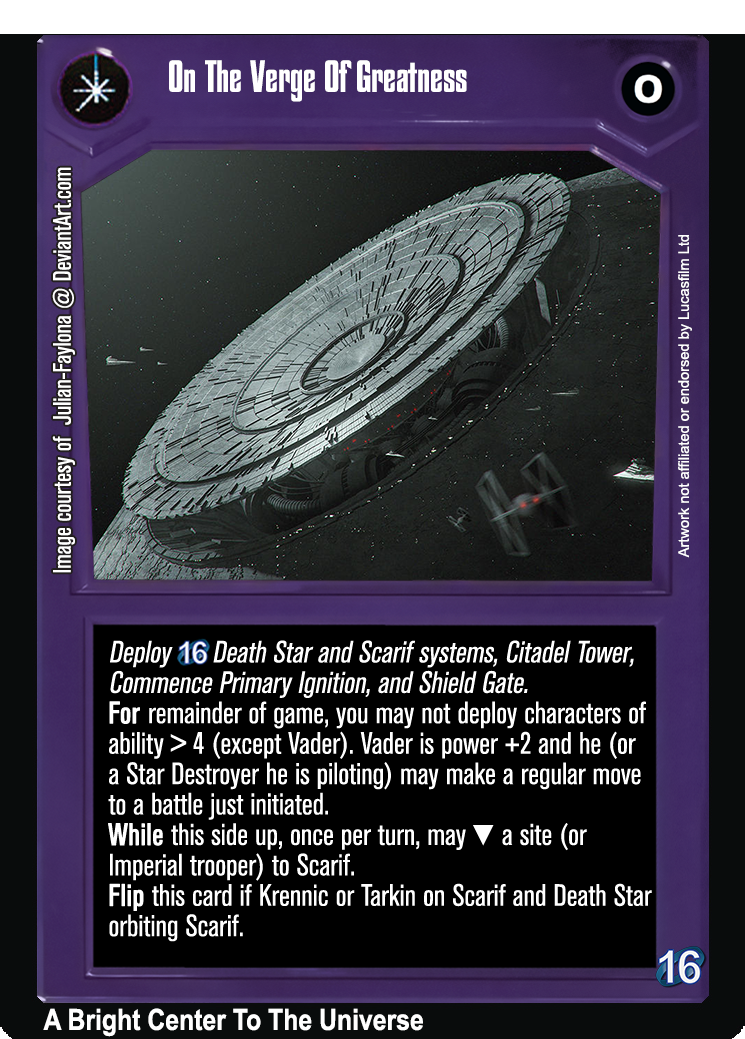 On The Verge Of Greatness
O
Image courtesy of Julian-Faylona @ DeviantArt.com
Artwork not affiliated or endorsed by Lucasfilm Ltd
Deploy 16 Death Star and Scarif systems, Citadel Tower,
Commence Primary Ignition, and Shield Gate.
For remainder of game, you may not deploy characters of
ability > 4 (except Vader). Vader is power +2 and he (or
a Star Destroyer he is piloting) may make a regular move
to a battle just initiated.
While this side up, once per turn, may ▼ a site (or
Imperial trooper) to Scarif.
Flip this card if Krennic or Tarkin on Scarif and Death Star
orbiting Scarif.
16
A Bright Center To The Universe